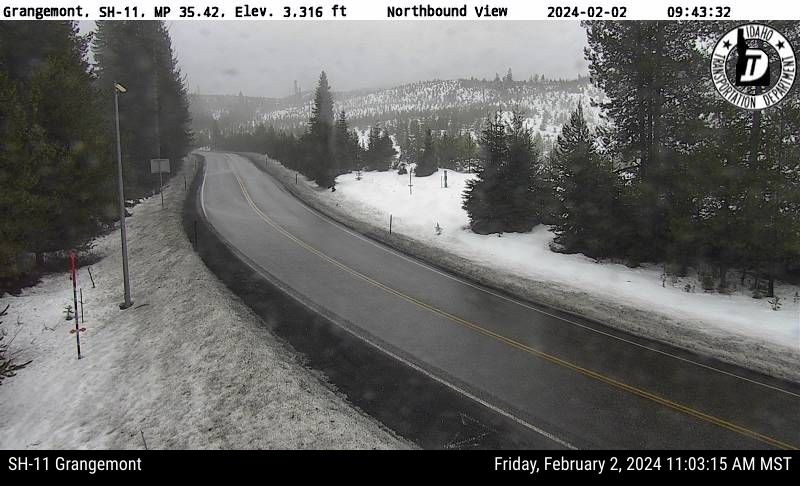 Grangemont, SH-11, MP 35.42, Elev. 3,316 ft Northbound View 2024-02-02 09:43:32
IDAHO
TRANSPORTATION DEPARTMENT
SH-11 Grangemont Friday, February 2, 2024 11:03:15 AM MST